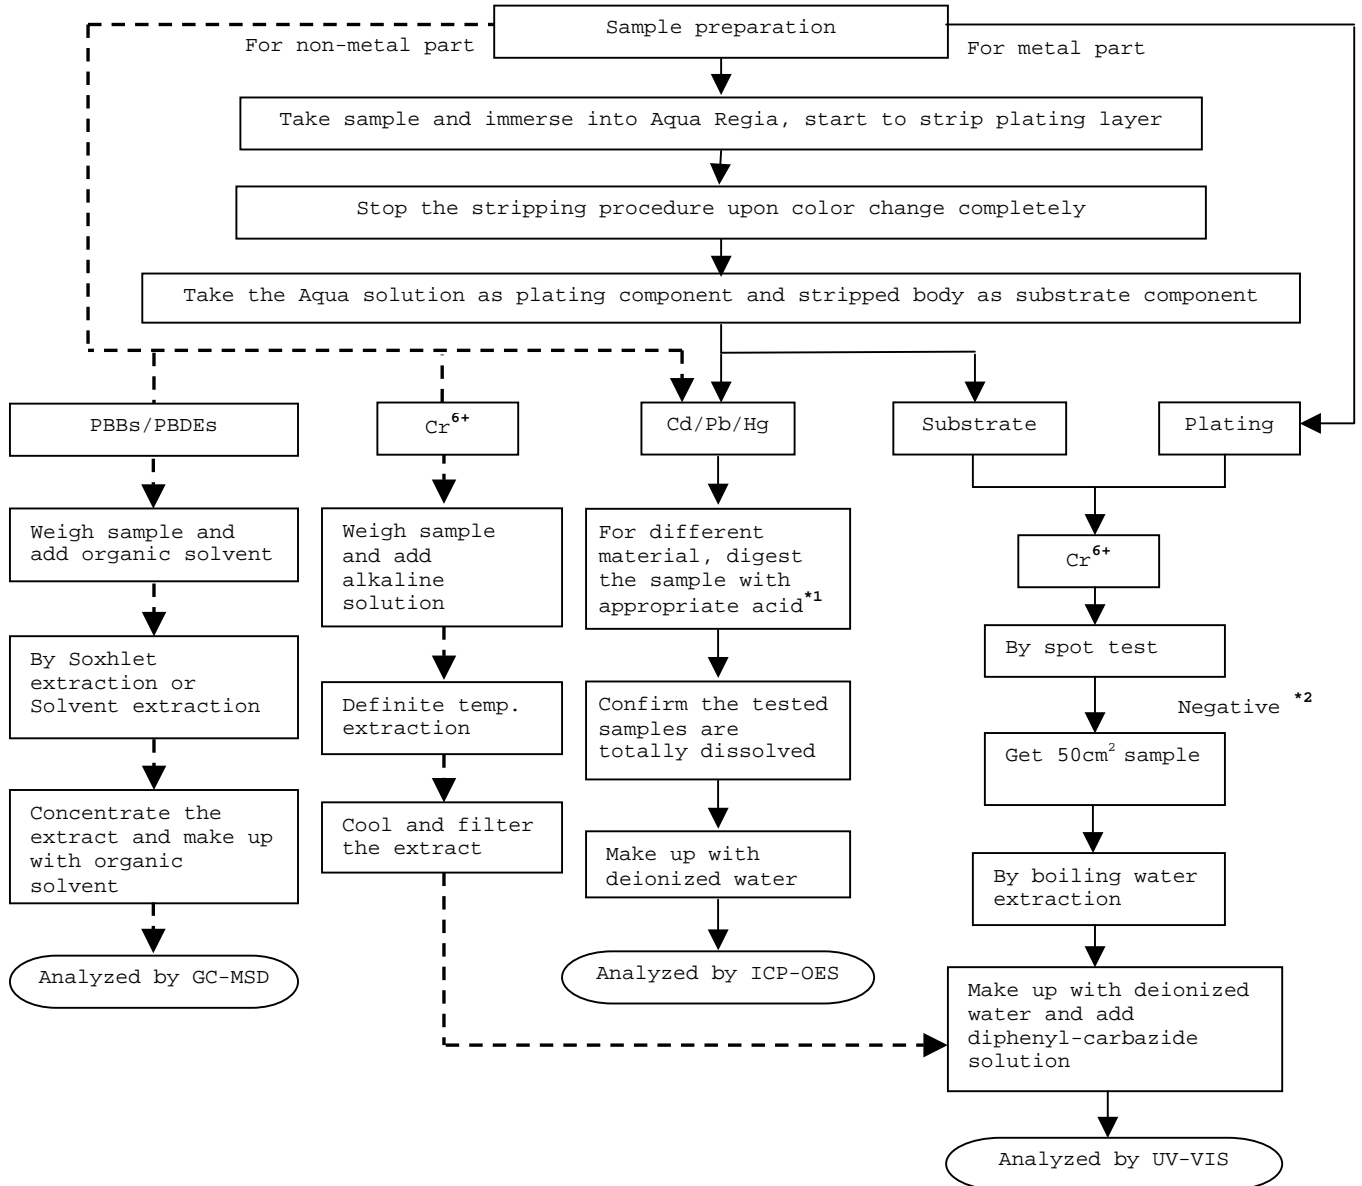 Sample preparation
For non-metal part
For metal part
Take sample and immerse into Aqua Regia, start to strip plating layer
Stop the stripping procedure upon color change completely
Take the Aqua solution as plating component and stripped body as substrate component
PBBs/PBDEs
Cr6+
Cd/Pb/Hg
Substrate
Plating
Weigh sample and
add organic solvent
By Soxhlet
extraction or
Solvent extraction
Concentrate the
extract and make up
with organic
solvent
Analyzed by GC-MSD
Weigh sample
and add
alkaline
solution
Definite temp.
extraction
Cool and filter
the extract
For different
material, digest
the sample with
appropriate acid*1
Confirm the tested
samples are
totally dissolved
Make up with
deionized water
Analyzed by ICP-OES
Cr6+
By spot test
Negative *2
Get 50cm2 sample
By boiling water
extraction
Make up with deionized
water and add
diphenyl-carbazide
solution
Analyzed by UV-VIS